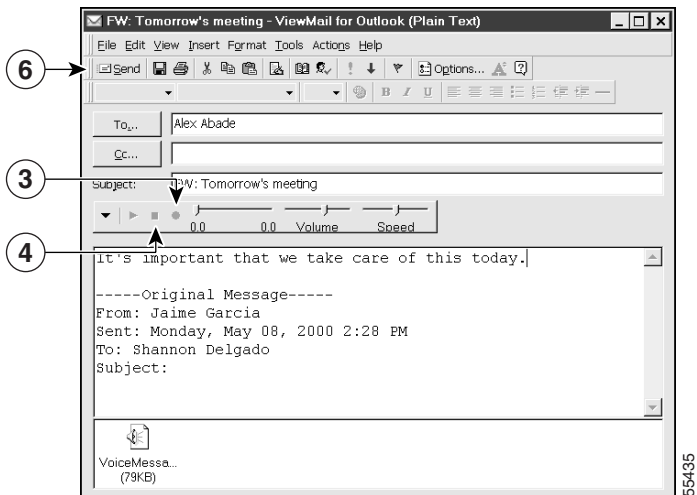 FW: Tomorrow's meeting - ViewMail for Outlook (Plain Text)
File Edit View Insert Format Tools Actions Help
6
Send Options...
B I U
To... Alex Abade
Cc...
3
Subject: FW: Tomorrow's meeting
0.0 0.0 Volume Speed
4
It's important that we take care of this today.
-----Original Message-----
From: Jaime Garcia
Sent: Monday, May 08, 2000 2:28 PM
To: Shannon Delgado
Subject:
VoiceMessa...
(79KB)
55435